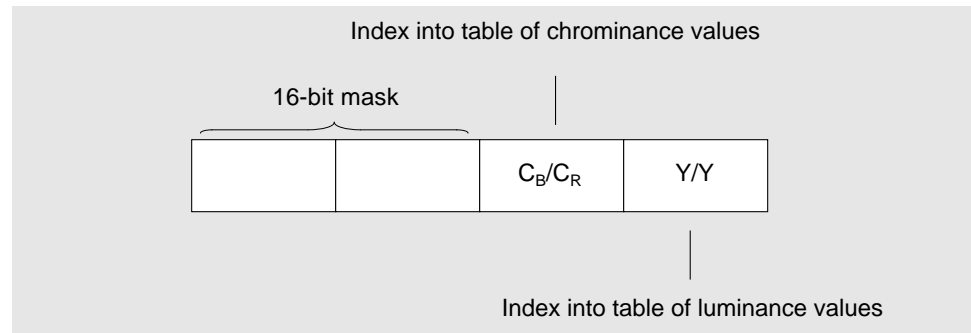 Index into table of chrominance values
16-bit mask
C_B/C_R
Y/Y
Index into table of luminance values